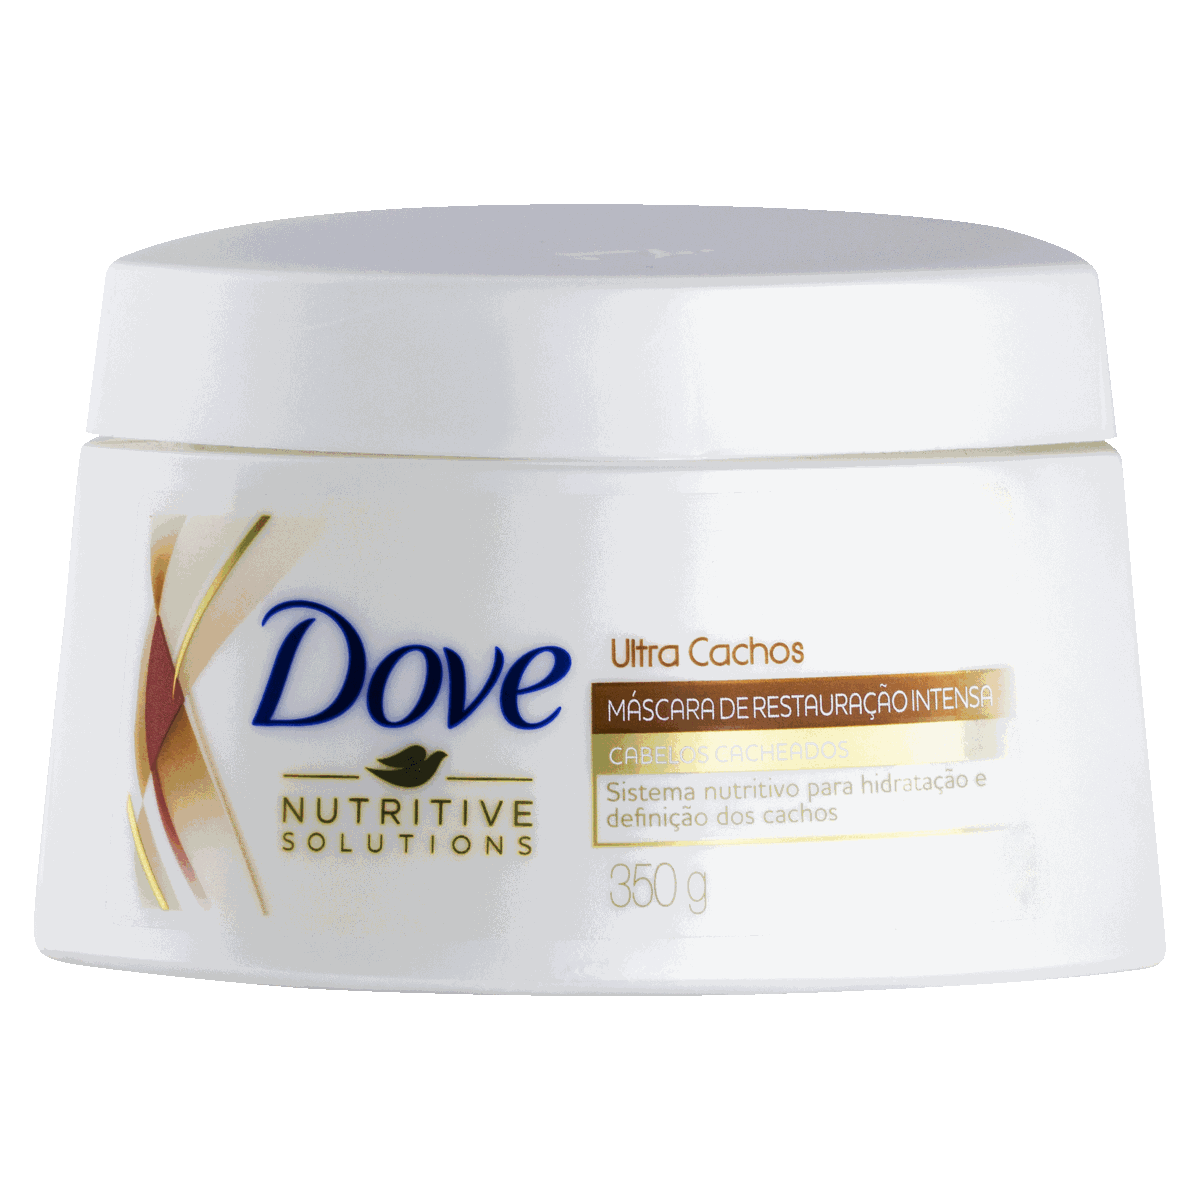 Dove
NUTRITIVE
SOLUTIONS
Ultra Cachos
MÁSCARA DE RESTAURAÇÃO INTENSA
CABELOS CACHEADOS
Sistema nutritivo para hidratação e
definição dos cachos
350 g